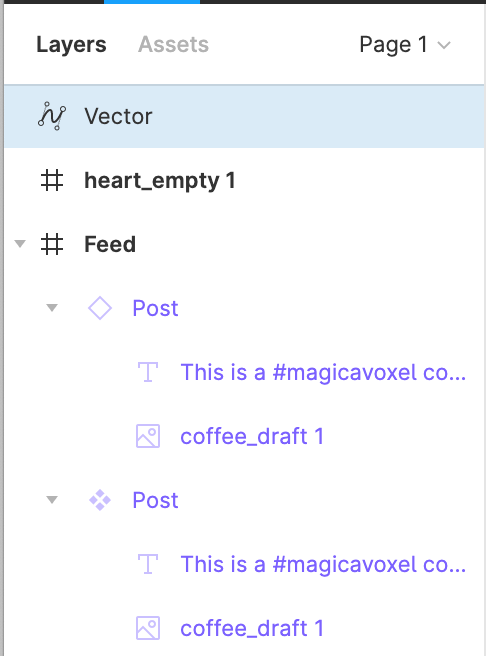 Layers Assets Page 1
Vector
heart_empty 1
Feed
Post
This is a #magicavoxel co...
coffee_draft 1
Post
This is a #magicavoxel co...
coffee_draft 1